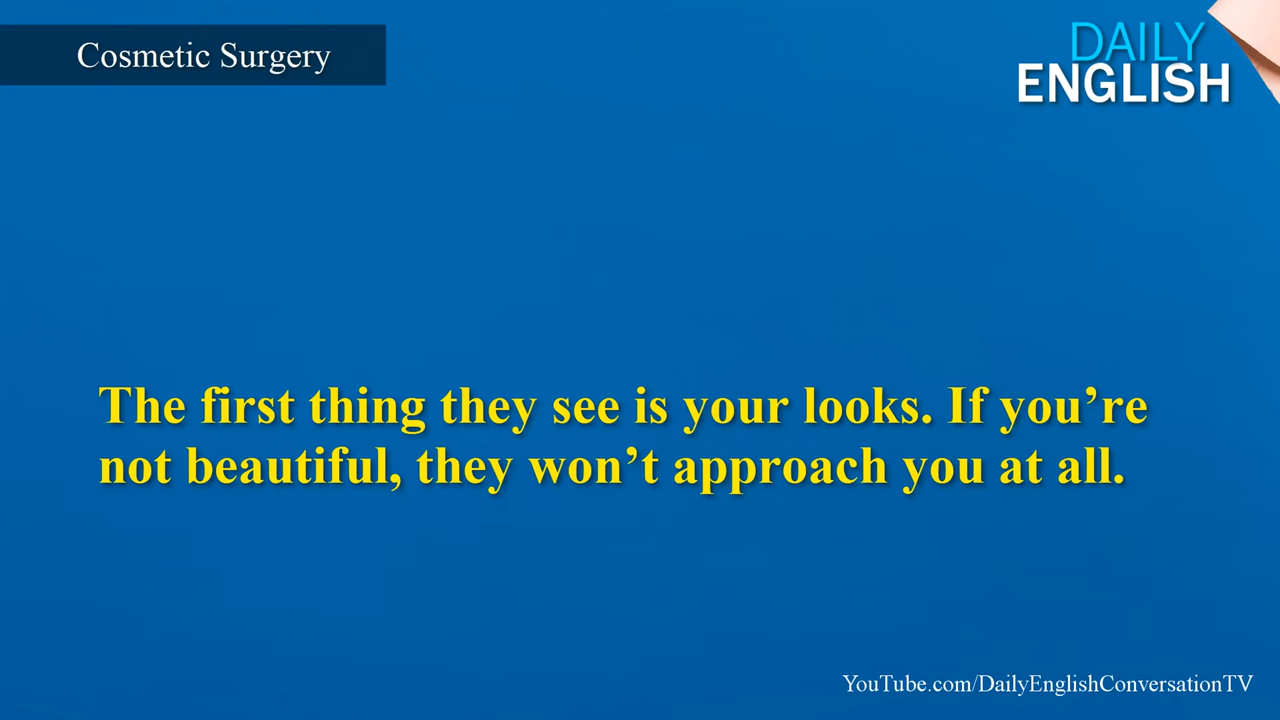 Cosmetic Surgery
DAILY
ENGLISH
The first thing they see is your looks. If you’re
not beautiful, they won’t approach you at all.
YouTube.com/DailyEnglishConversationTV